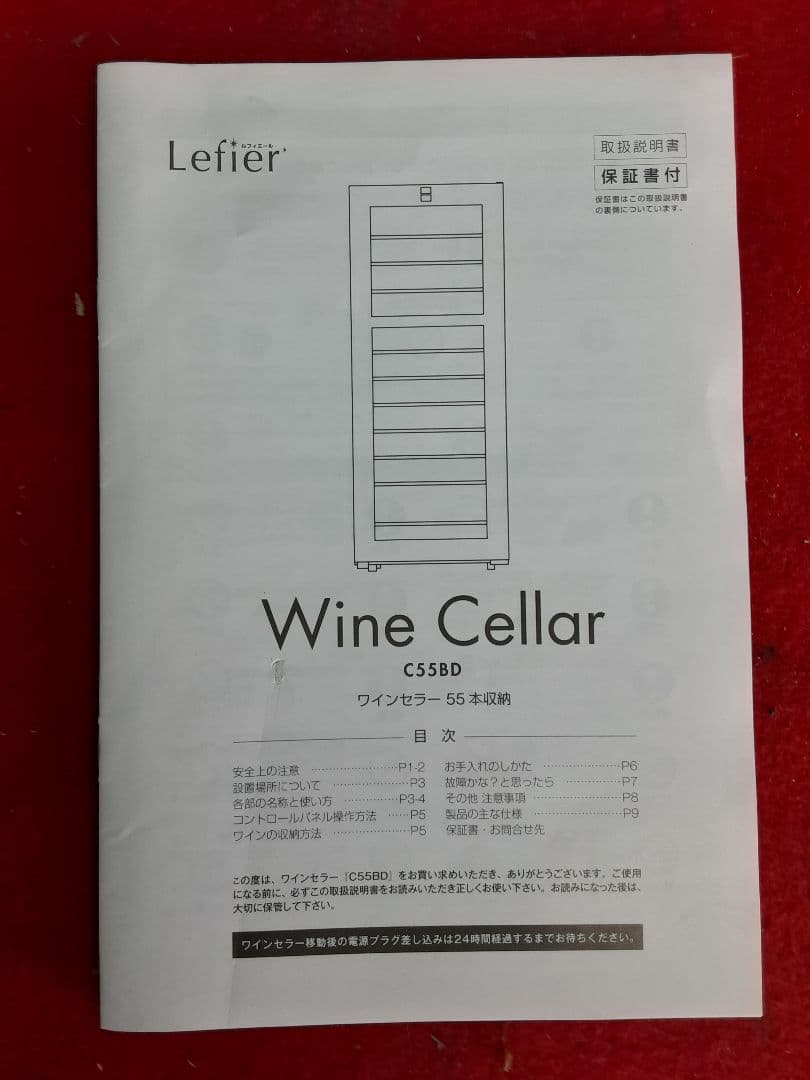 Lefier
ルフィエール
取扱説明書
保証書付
保証書はこの取扱説明書
の裏側についています。
Wine Cellar
C55BD
ワインセラー 55 本収納
目 次
安全上の注意 ························P1-2
設置場所について ···················P3
各部の名称と使い方 ················P3-4
コントロールパネル操作方法 ······P5
ワインの収納方法 ···················P5
お手入れのしかた ···················P6
故障かな?と思ったら ··············P7
その他 注意事項 ·····················P8
製品の主な仕様 ·····················P9
保証書・お問合せ先
この度は、ワインセラー「C55BD」をお買い求めいただき、ありがとうございます。ご使用
になる前に、必ずこの取扱説明書をお読みいただき正しくお使い下さい。お読みになった後は、
大切に保管して下さい。
ワインセラー移動後の電源プラグ差し込みは24時間経過するまでお待ちください。